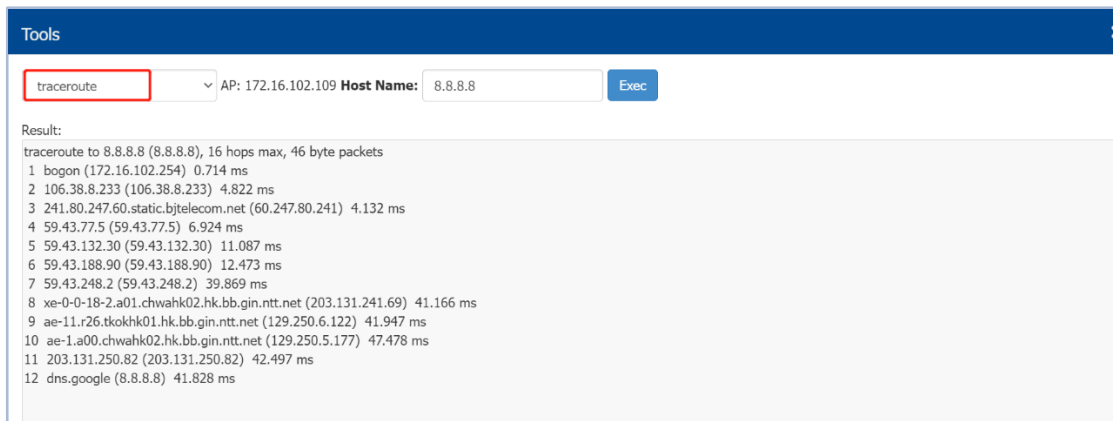 Tools
traceroute AP: 172.16.102.109 Host Name: 8.8.8.8 Exec
Result:
traceroute to 8.8.8.8 (8.8.8.8), 16 hops max, 46 byte packets
1 bogon (172.16.102.254) 0.714 ms
2 106.38.8.233 (106.38.8.233) 4.822 ms
3 241.80.247.60.static.bjtelecom.net (60.247.80.241) 4.132 ms
4 59.43.77.5 (59.43.77.5) 6.924 ms
5 59.43.132.30 (59.43.132.30) 11.087 ms
6 59.43.188.90 (59.43.188.90) 12.473 ms
7 59.43.248.2 (59.43.248.2) 39.869 ms
8 xe-0-0-18-2.a01.chwahk02.hk.bb.gin.ntt.net (203.131.241.69) 41.166 ms
9 ae-11.r26.tkokhk01.hk.bb.gin.ntt.net (129.250.6.122) 41.947 ms
10 ae-1.a00.chwahk02.hk.bb.gin.ntt.net (129.250.5.177) 47.478 ms
11 203.131.250.82 (203.131.250.82) 42.497 ms
12 dns.google (8.8.8.8) 41.828 ms